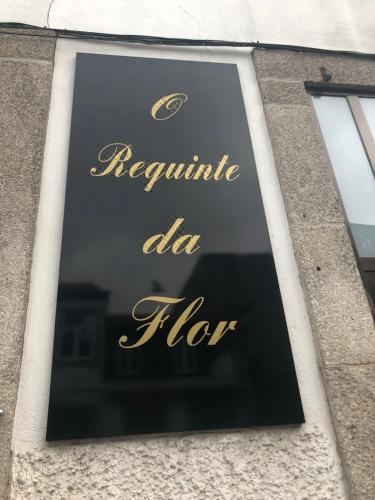 O
Requinte
da
Flor